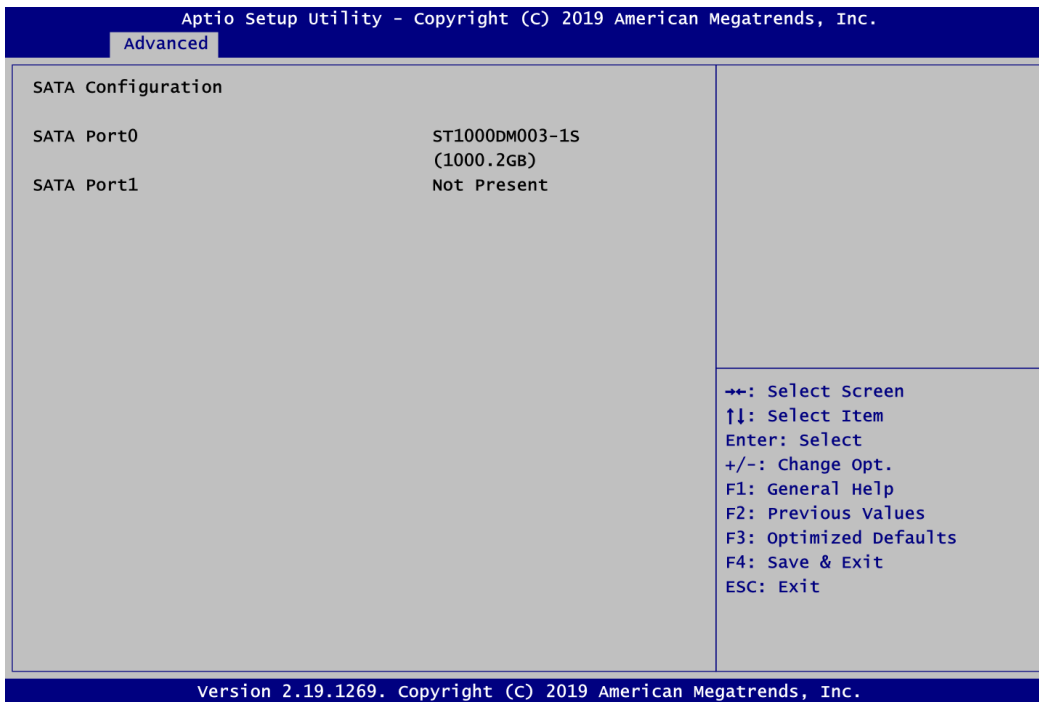 Aptio Setup Utility - Copyright (C) 2019 American Megatrends, Inc.
Advanced
SATA Configuration
SATA Port0 ST1000DM003-1S
(1000.2GB)
SATA Port1 Not Present
→←: Select Screen
↑↓: Select Item
Enter: Select
+/-: Change Opt.
F1: General Help
F2: Previous Values
F3: Optimized Defaults
F4: Save & Exit
ESC: Exit
Version 2.19.1269. Copyright (C) 2019 American Megatrends, Inc.